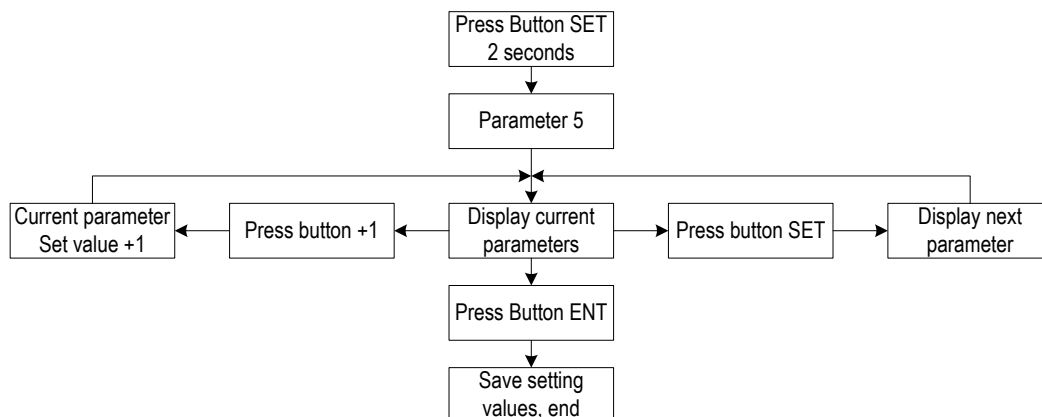 Press Button SET
2 seconds
Parameter 5
Current parameter
Set value +1
Press button +1
Display current
parameters
Press button SET
Display next
parameter
Press Button ENT
Save setting
values, end